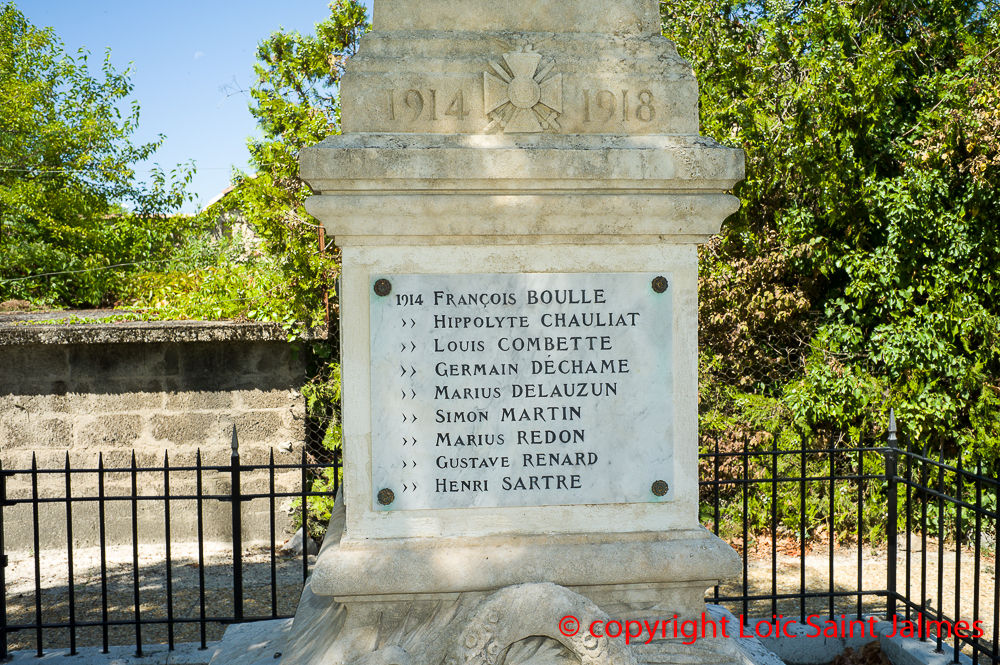 1914 1918
1914 François BOULLE
›› Hippolyte CHAULIAT
›› Louis COMBETTE
›› Germain DÉCHAME
›› Marius DELAUZUN
›› Simon MARTIN
›› Marius REDON
›› Gustave RENARD
›› Henri SARTRE
© copyright Loïc Saint Jalmes